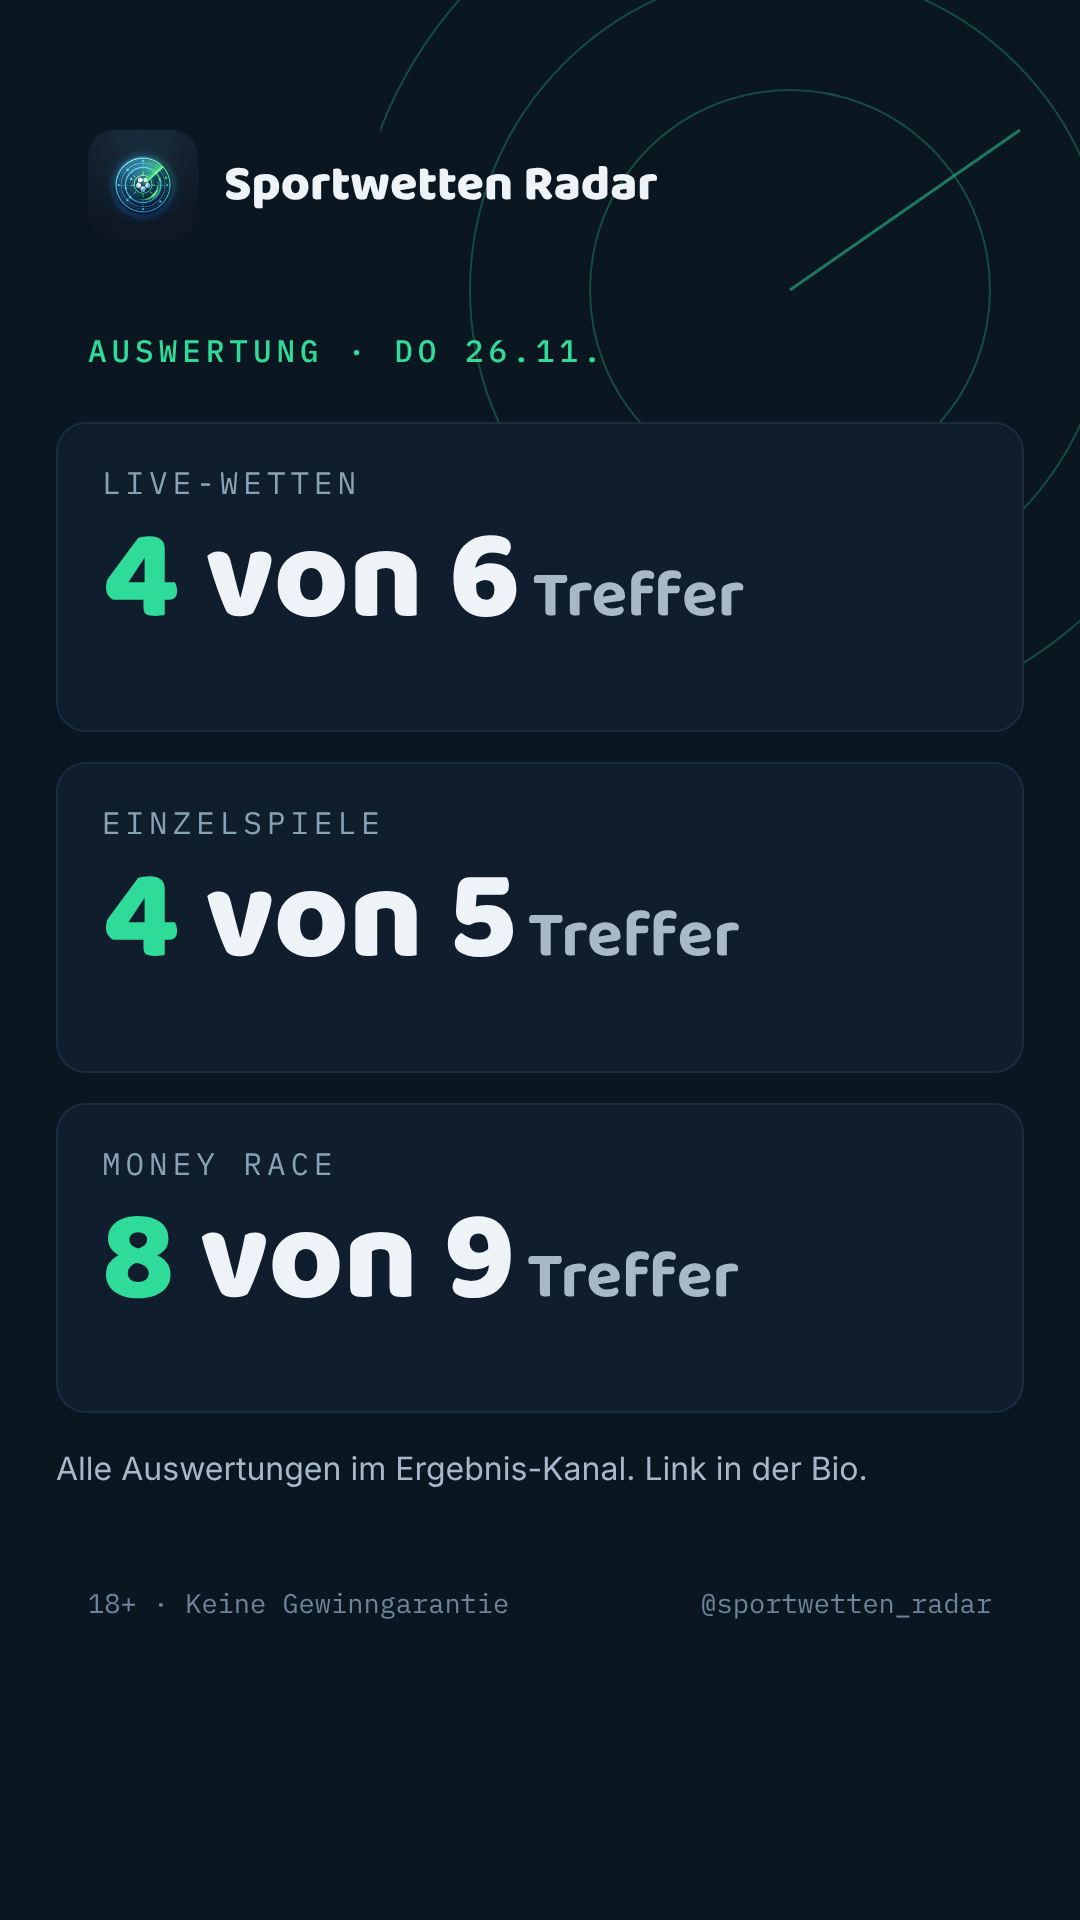 Sportwetten Radar
AUSWERTUNG · DO 26.11.
LIVE-WETTEN
4 von 6 Treffer
EINZELSPIELE
4 von 5 Treffer
MONEY RACE
8 von 9 Treffer
Alle Auswertungen im Ergebnis-Kanal. Link in der Bio.
18+ · Keine Gewinngarantie @sportwetten_radar